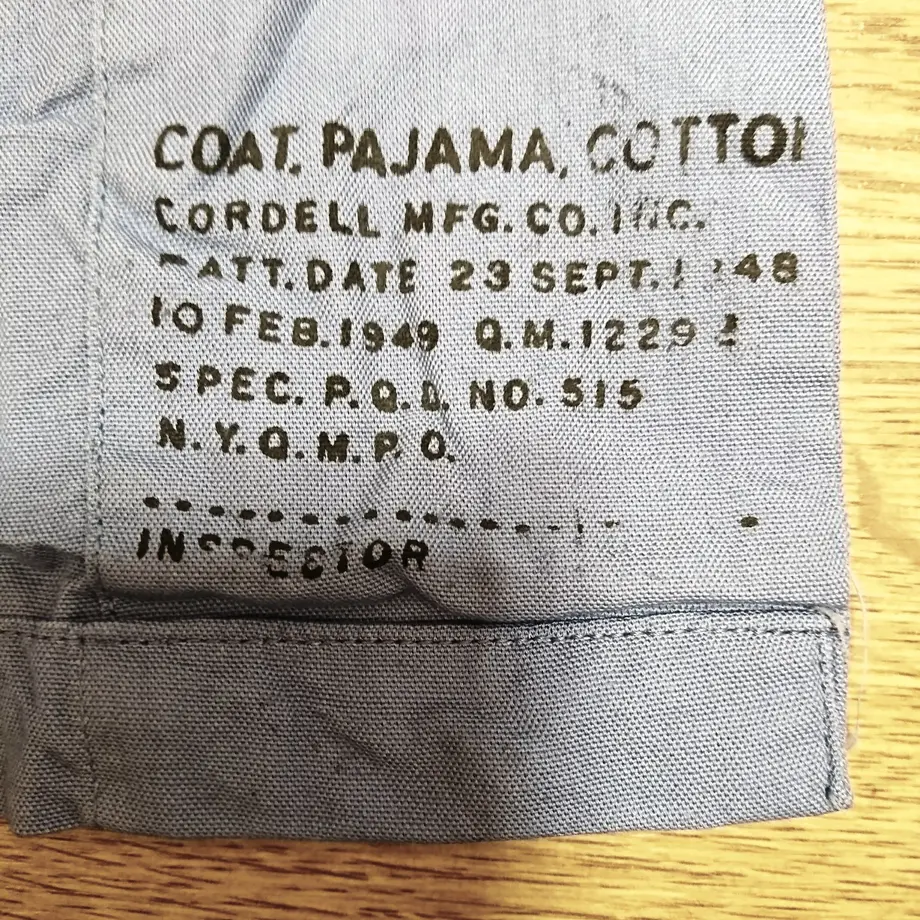 COAT, PAJAMA, COTTON
CORDELL MFG. CO. INC.
PATT. DATE 23 SEPT. 1948
10 FEB. 1949 Q.M.
SPEC. P.Q.D. NO. 515
N.Y.Q.M.P.O.
INSPECTOR